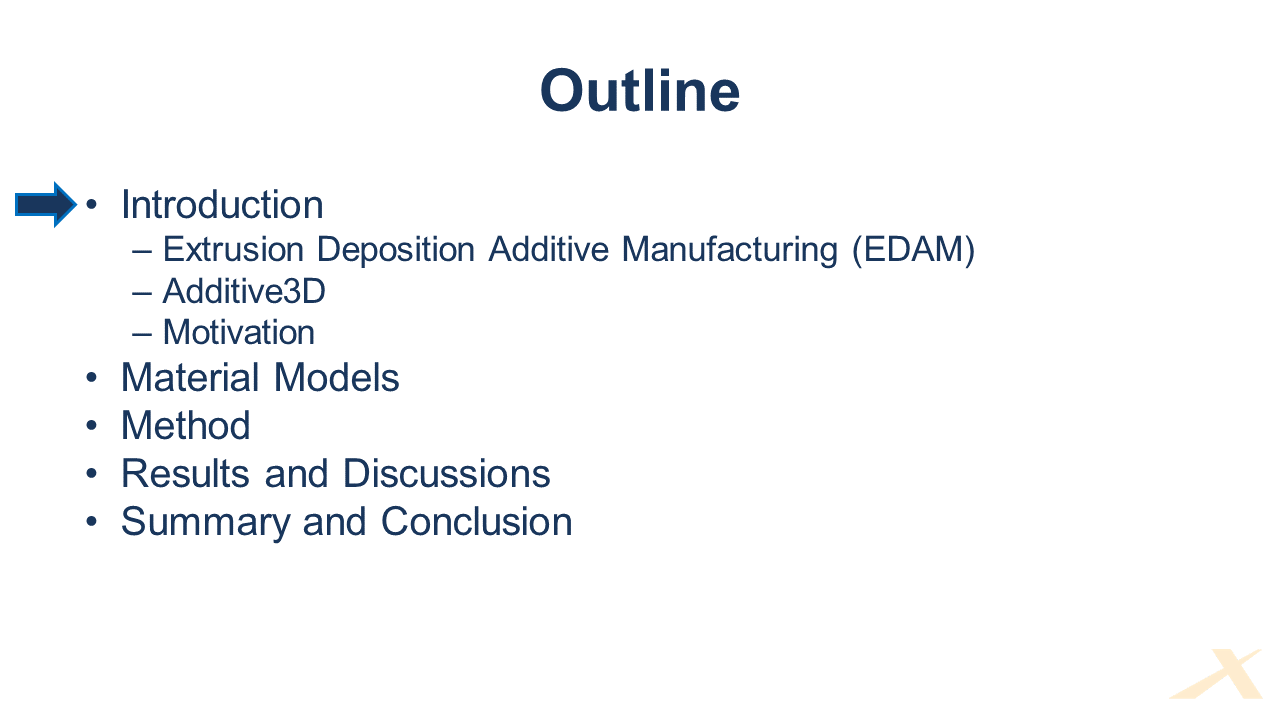 Outline
• Introduction
– Extrusion Deposition Additive Manufacturing (EDAM)
– Additive3D
– Motivation
• Material Models
• Method
• Results and Discussions
• Summary and Conclusion